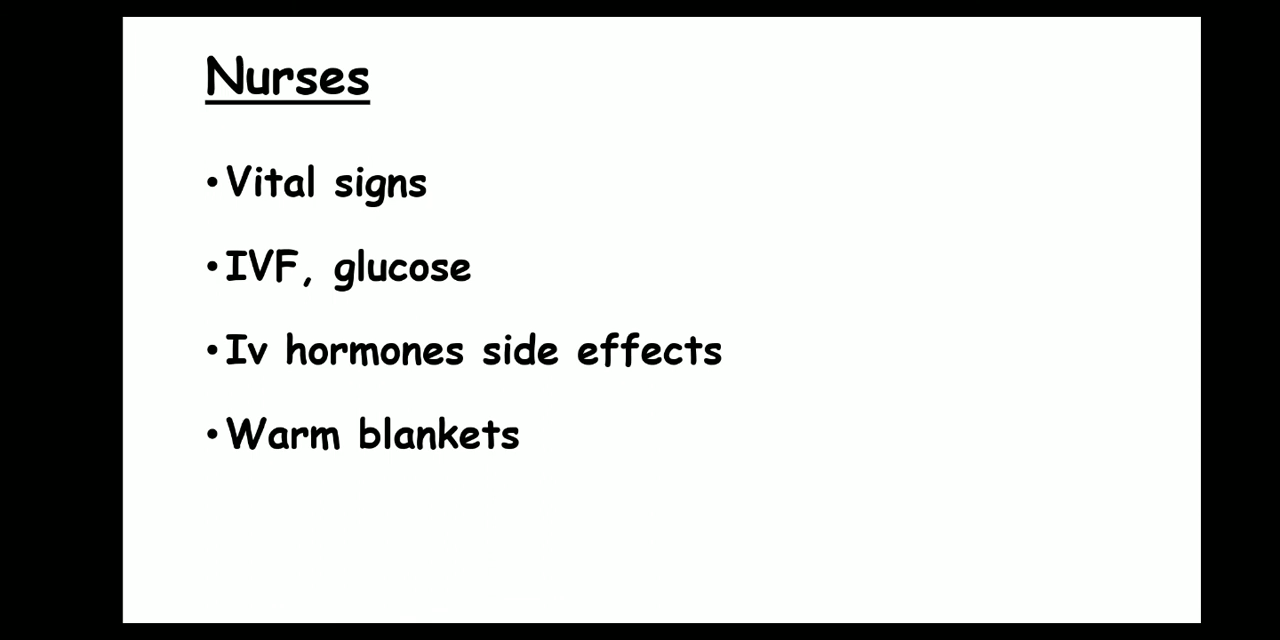 Nurses
•Vital signs
•IVF, glucose
•Iv hormones side effects
•Warm blankets